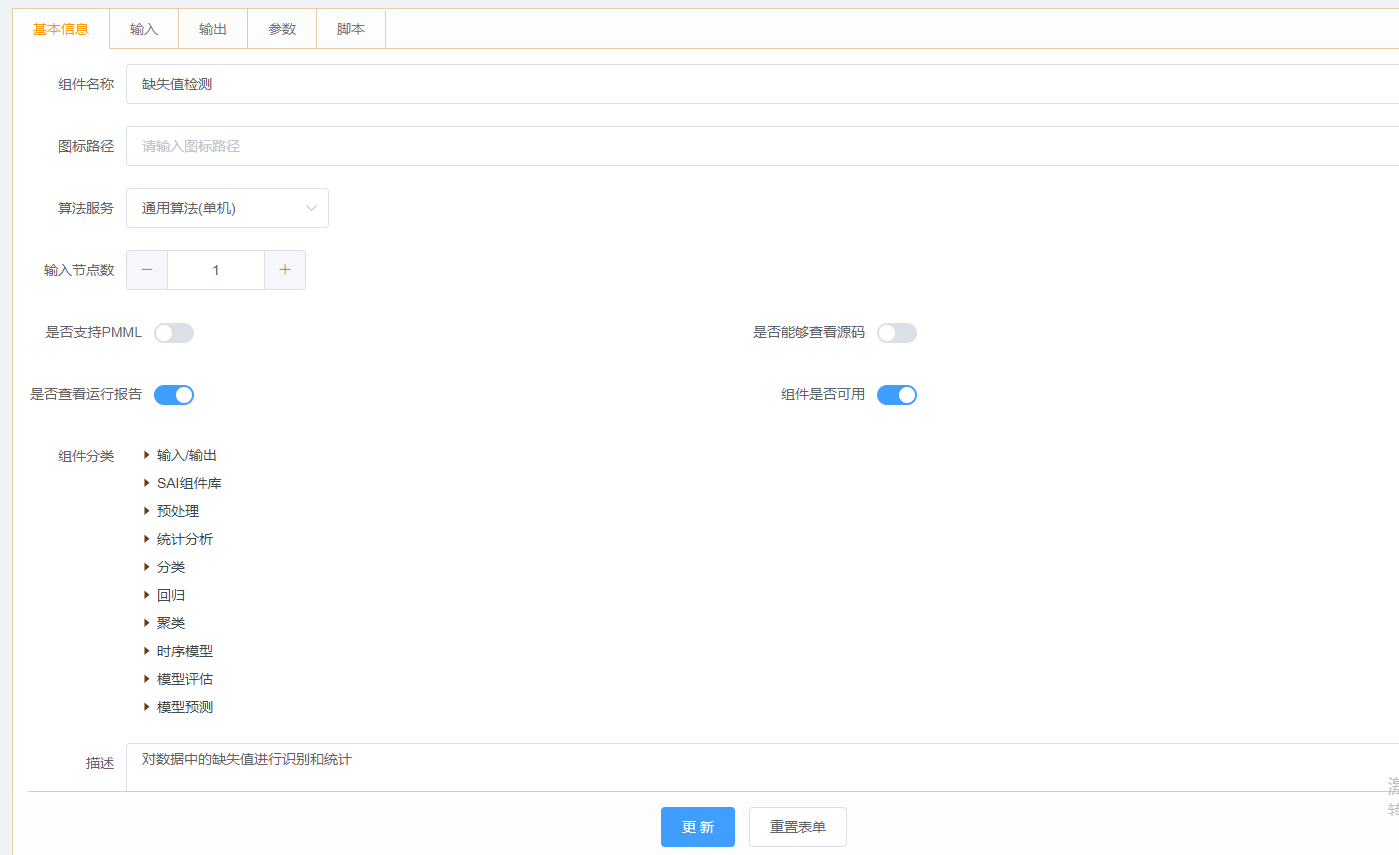 基本信息 输入 输出 参数 脚本
组件名称 缺失值检测
图标路径 请输入图标路径
算法服务 通用算法(单机)
输入节点数 1
是否支持PMML 是否能够查看源码
是否查看运行报告 组件是否可用
组件分类 输入/输出
SAI组件库
预处理
统计分析
分类
回归
聚类
时序模型
模型评估
模型预测
描述 对数据中的缺失值进行识别和统计
更新 重置表单